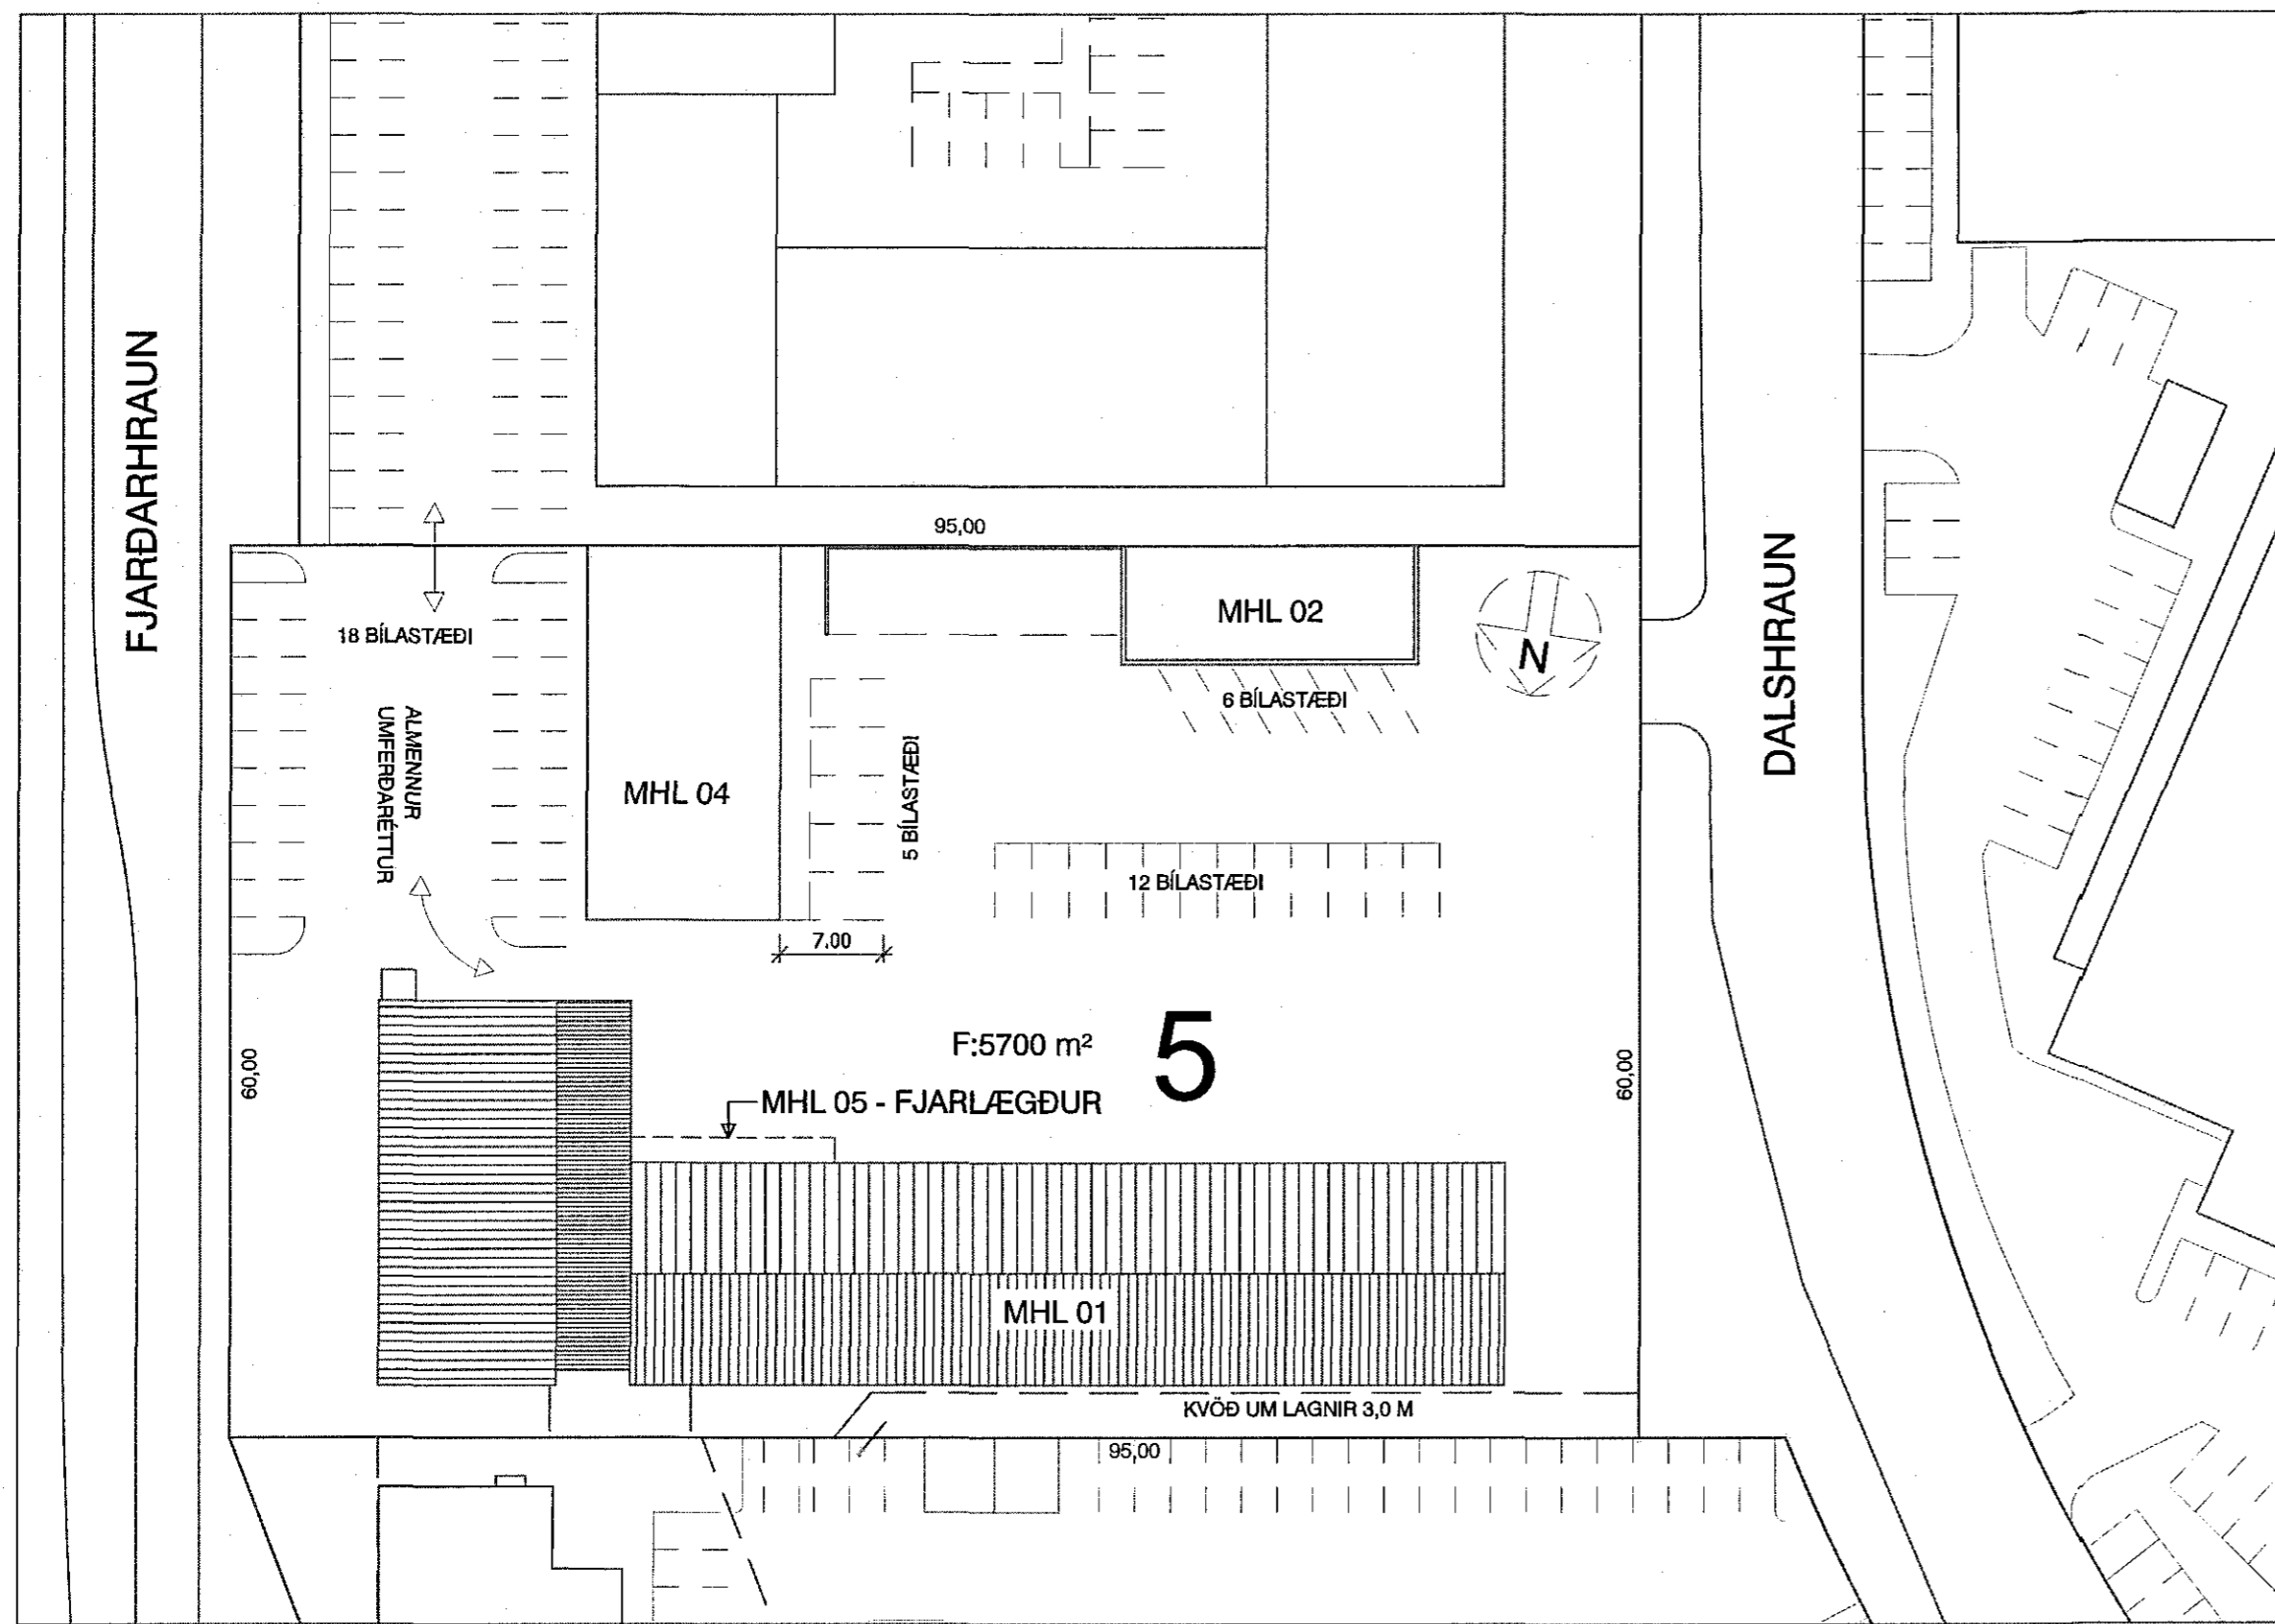 FJARÐARHRAUN
95,00
18 BÍLASTÆÐI
MHL 02
N
DALSHRAUN
6 BÍLASTÆÐI
ALMENNUR
UMFERÐARÉTTUR
MHL 04
5 BÍLASTÆÐI
12 BÍLASTÆÐI
7.00
F:5700 m²
5
60,00
60,00
MHL 05 - FJARLÆGÐUR
MHL 01
KVÖÐ UM LAGNIR 3,0 M
95,00